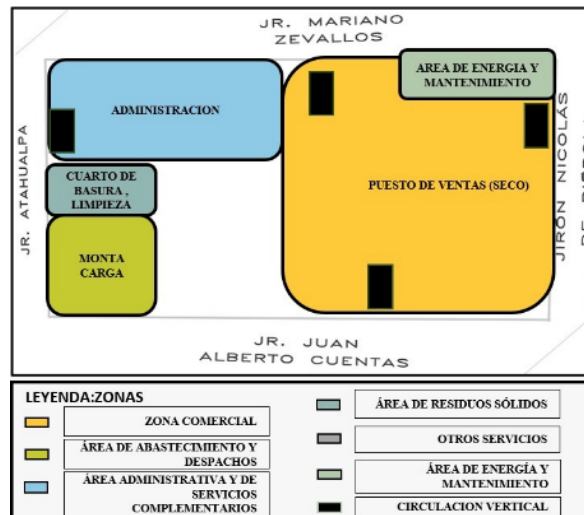 JR. MARIANO
ZEVALLOS
AREA DE ENERGIA Y
MANTENIMIENTO
ADMINISTRACION
JR. ATAHUALPA
CUARTO DE
BASURA ,
LIMPIEZA
PUESTO DE VENTAS (SECO)
JIRÓN NICOLÁS
MONTA
CARGA
JR. JUAN
ALBERTO CUENTAS
LEYENDA:ZONAS
ZONA COMERCIAL
ÁREA DE ABASTECIMIENTO Y
DESPACHOS
ÁREA ADMINISTRATIVA Y DE
SERVICIOS
COMPLEMENTARIOS
ÁREA DE RESIDUOS SÓLIDOS
OTROS SERVICIOS
ÁREA DE ENERGÍA Y
MANTENIMIENTO
CIRCULACION VERTICAL